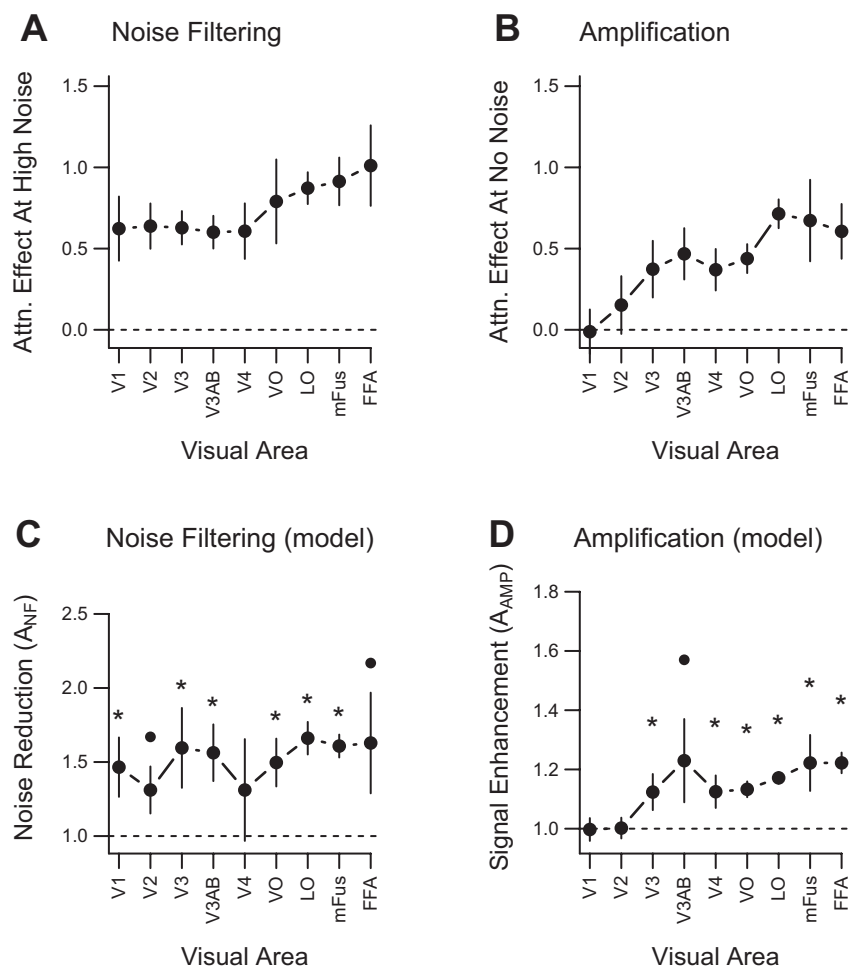 A Noise Filtering
Attn. Effect At High Noise
1.5
1.0
0.5
0.0
V1 V2 V3 V3AB V4 VO LO mFus FFA
Visual Area
B Amplification
Attn. Effect At No Noise
1.5
1.0
0.5
0.0
V1 V2 V3 V3AB V4 VO LO mFus FFA
Visual Area
C Noise Filtering (model)
Noise Reduction (ANF)
2.5
2.0
1.5
1.0
* * * * * *
V1 V2 V3 V3AB V4 VO LO mFus FFA
Visual Area
D Amplification (model)
Signal Enhancement (AAMP)
1.8
1.6
1.4
1.2
1.0
* * * * * *
V1 V2 V3 V3AB V4 VO LO mFus FFA
Visual Area